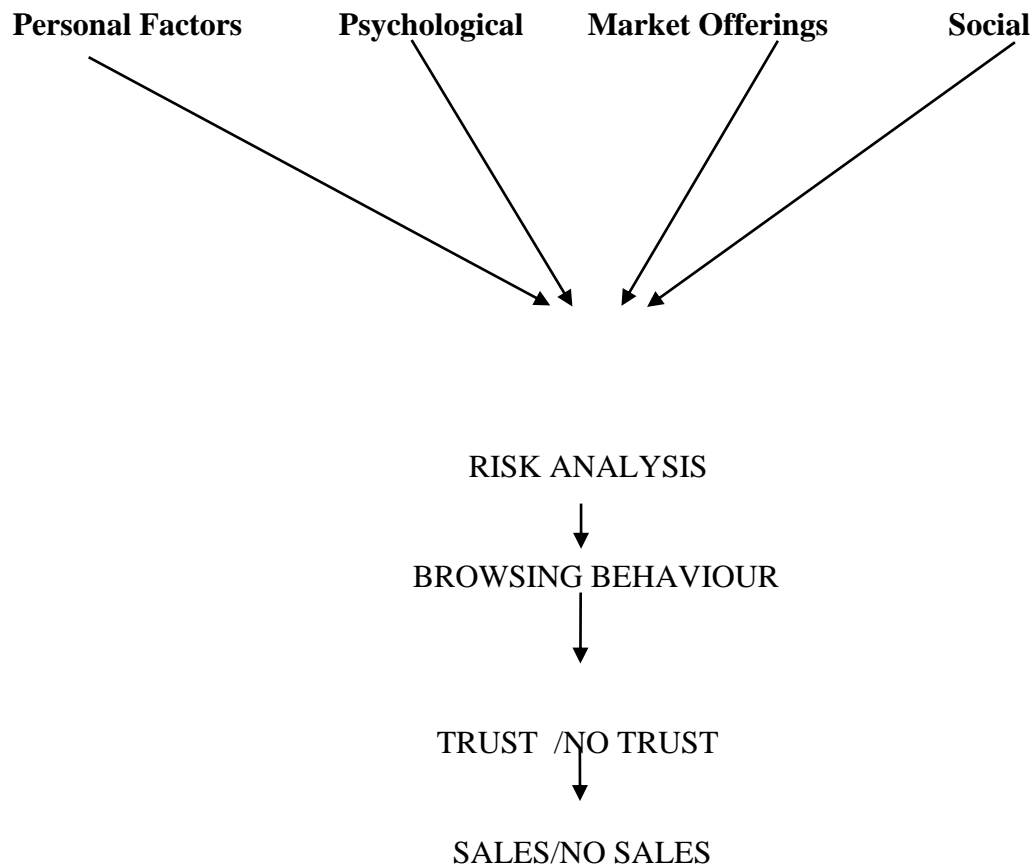 Personal Factors Psychological Market Offerings Social
RISK ANALYSIS
BROWSING BEHAVIOUR
TRUST /NO TRUST
SALES/NO SALES